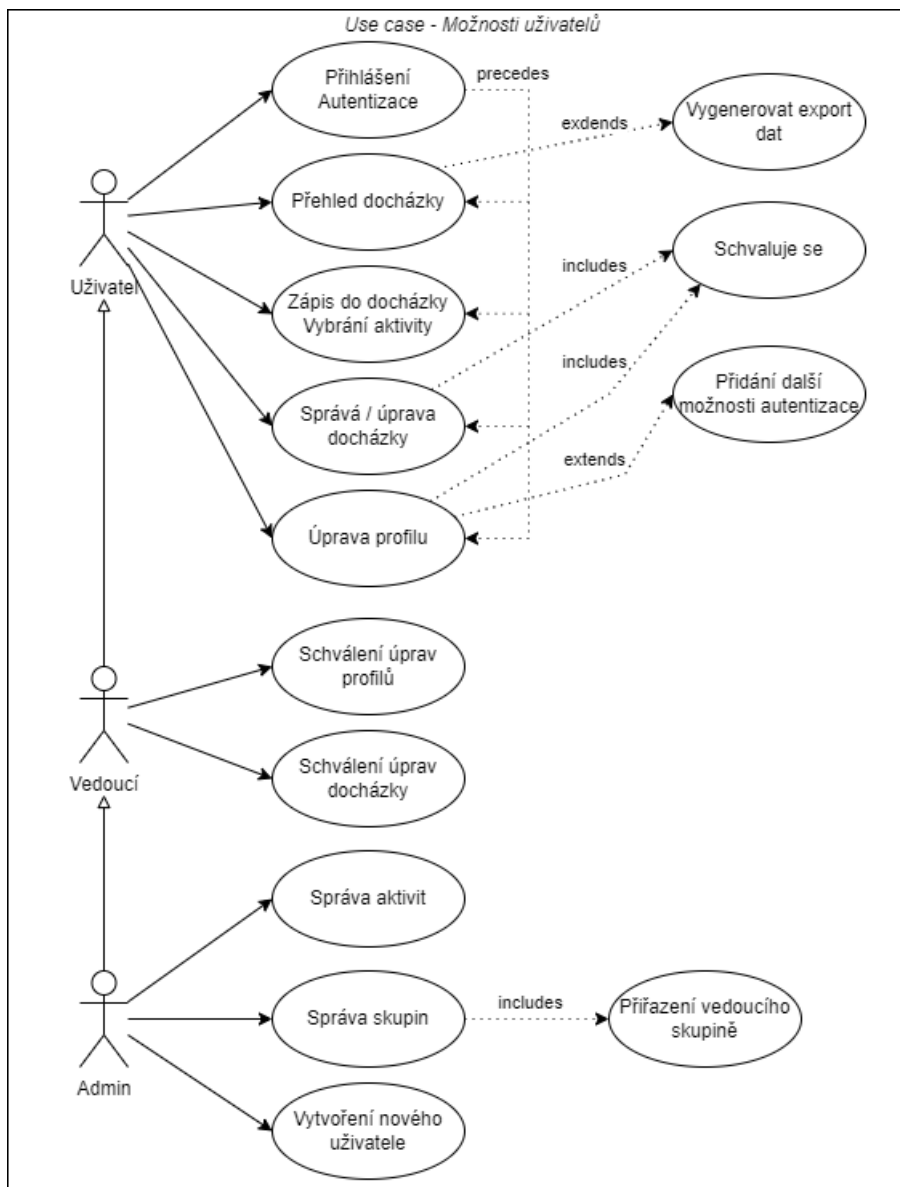 Use case - Možnosti uživatelů
Přihlášení
Autentizace
precedes
exdends
Vygenerovat export
dat
Přehled docházky
Uživatel
includes
Schvaluje se
Zápis do docházky
Vybrání aktivity
includes
Přidání další
možnosti autentizace
Správá / úprava
docházky
extends
Úprava profilu
Schválení úprav
profilů
Vedoucí
Schválení úprav
docházky
Správa aktivit
Admin
Správa skupin
includes
Přiřazení vedoucího
skupině
Vytvoření nového
uživatele